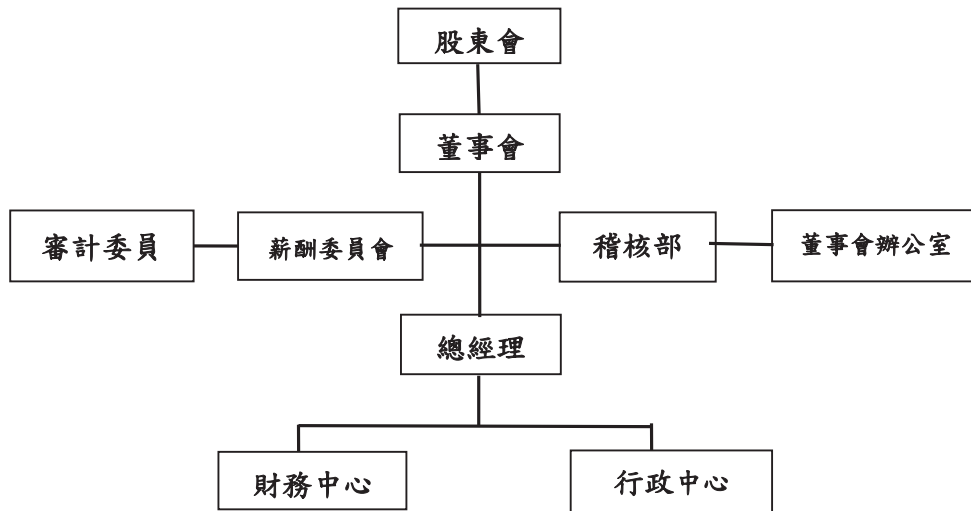 股東會
董事會
審計委員
薪酬委員會
稽核部
董事會辦公室
總經理
財務中心
行政中心